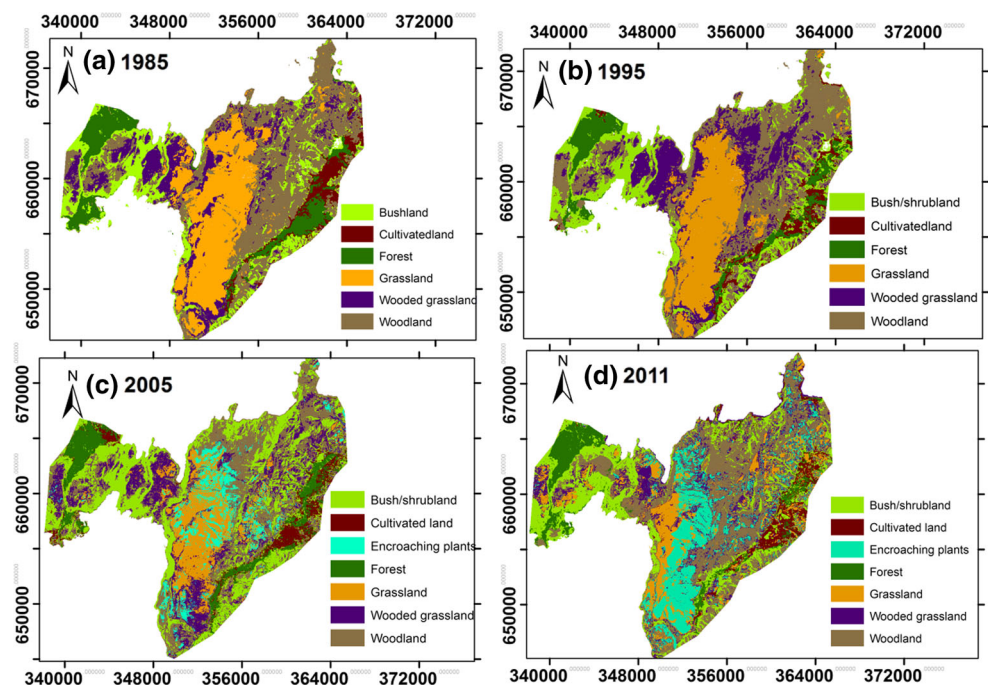 340000 348000 356000 364000 372000
340000 348000 356000 364000 372000
N
(a) 1985
670000
660000
650000
Bushland
Cultivatedland
Forest
Grassland
Wooded grassland
Woodland
N
(b) 1995
670000
660000
650000
Bush/shrubland
Cultivatedland
Forest
Grassland
Wooded grassland
Woodland
N
(c) 2005
670000
660000
650000
Bush/shrubland
Cultivated land
Encroaching plants
Forest
Grassland
Wooded grassland
Woodland
N
(d) 2011
670000
660000
650000
Bush/shrubland
Cultivated land
Encroaching plants
Forest
Grassland
Wooded grassland
Woodland
340000 348000 356000 364000 372000
340000 348000 356000 364000 372000